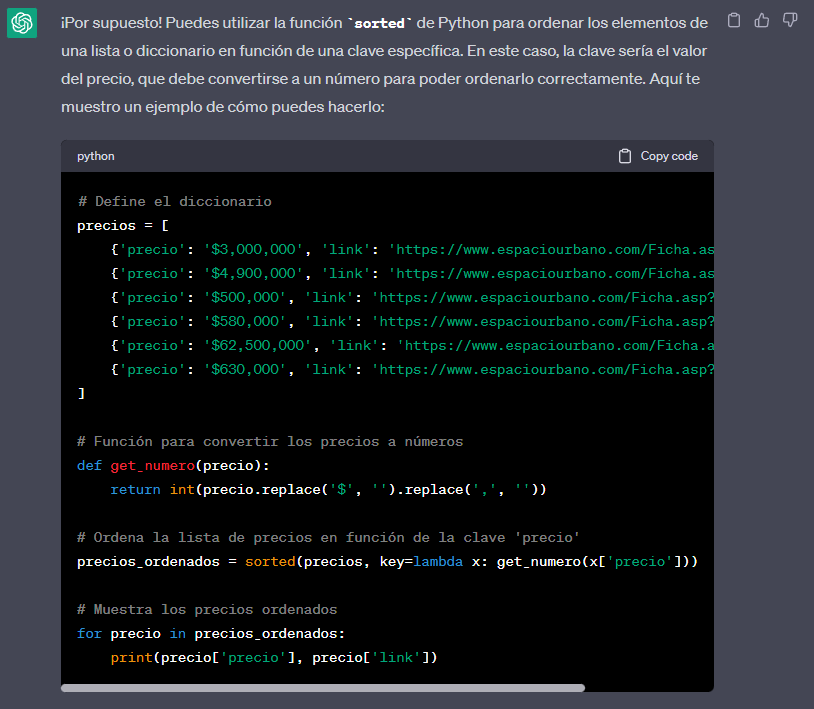 ¡Por supuesto! Puedes utilizar la función `sorted` de Python para ordenar los elementos de
una lista o diccionario en función de una clave específica. En este caso, la clave sería el valor
del precio, que debe convertirse a un número para poder ordenarlo correctamente. Aquí te
muestro un ejemplo de cómo puedes hacerlo:
python
Copy code
# Define el diccionario
precios = [
    {'precio': '$3,000,000', 'link': 'https://www.espaciourbano.com/Ficha.as
    {'precio': '$4,900,000', 'link': 'https://www.espaciourbano.com/Ficha.as
    {'precio': '$500,000', 'link': 'https://www.espaciourbano.com/Ficha.asp?
    {'precio': '$580,000', 'link': 'https://www.espaciourbano.com/Ficha.asp?
    {'precio': '$62,500,000', 'link': 'https://www.espaciourbano.com/Ficha.a
    {'precio': '$630,000', 'link': 'https://www.espaciourbano.com/Ficha.asp?
]
# Función para convertir los precios a números
def get_numero(precio):
    return int(precio.replace('$', '').replace(',', ''))
# Ordena la lista de precios en función de la clave 'precio'
precios_ordenados = sorted(precios, key=lambda x: get_numero(x['precio']))
# Muestra los precios ordenados
for precio in precios_ordenados:
    print(precio['precio'], precio['link'])